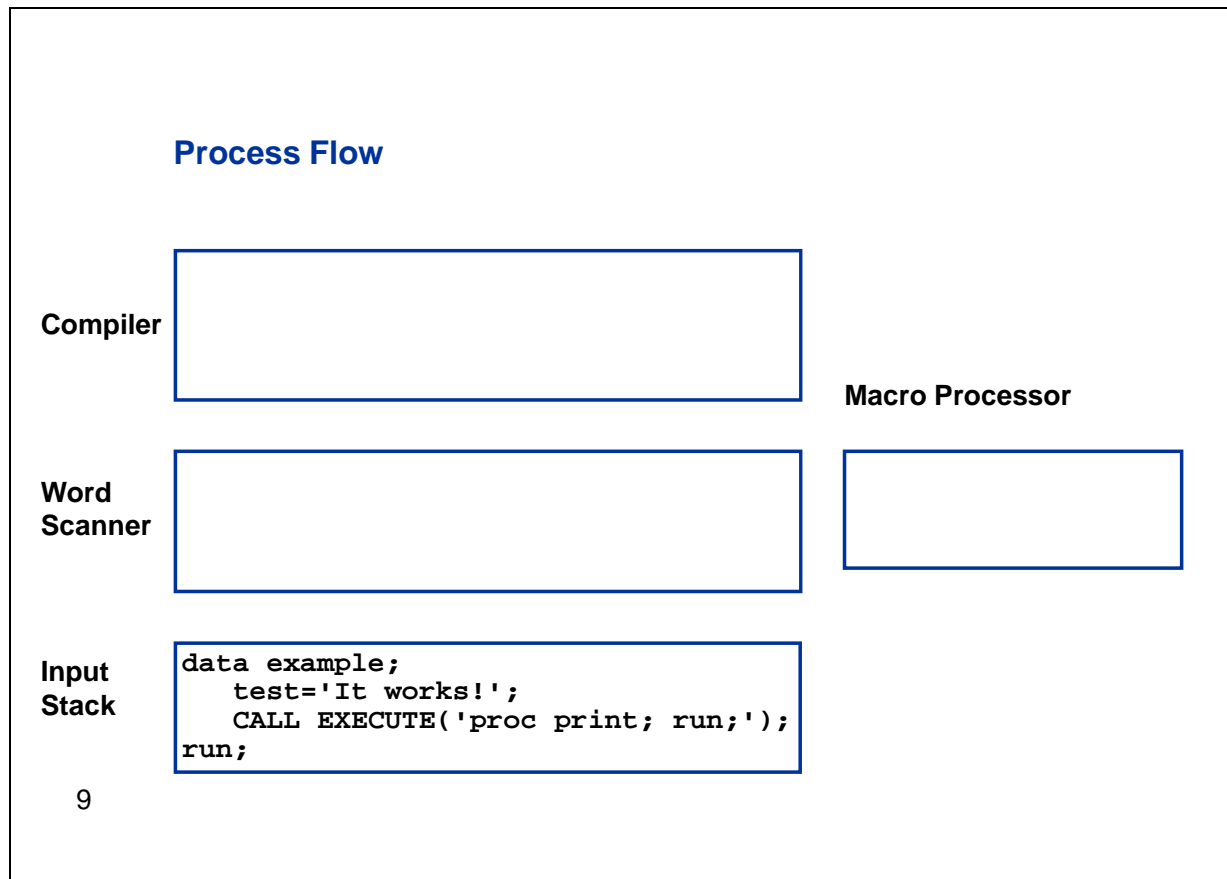 Process Flow
Compiler
Macro Processor
Word
Scanner
Input
Stack
data example;
   test='It works!';
   CALL EXECUTE('proc print; run;');
run;
9